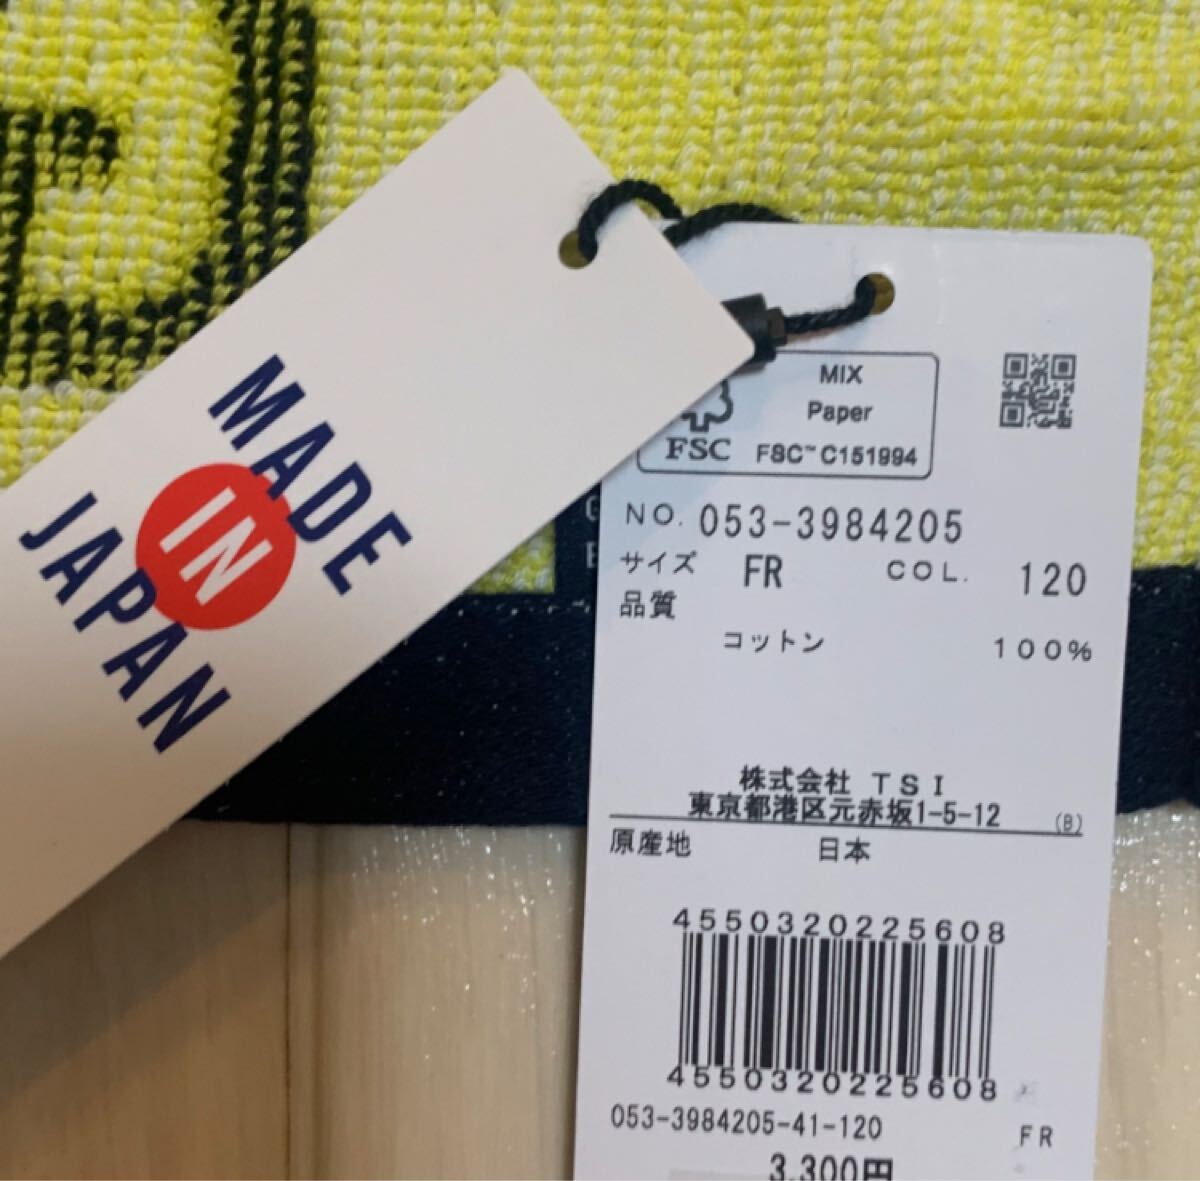 MADE
IN
JAPAN
MIX
Paper
FSC FSC™ C151994
NO. 053-3984205
サイズ FR COL. 120
品質
コットン 100%
株式会社 TSI
東京都港区元赤坂1-5-12 (B)
原産地 日本
4550320225608
4550320225608
053-3984205-41-120 FR
3,300円